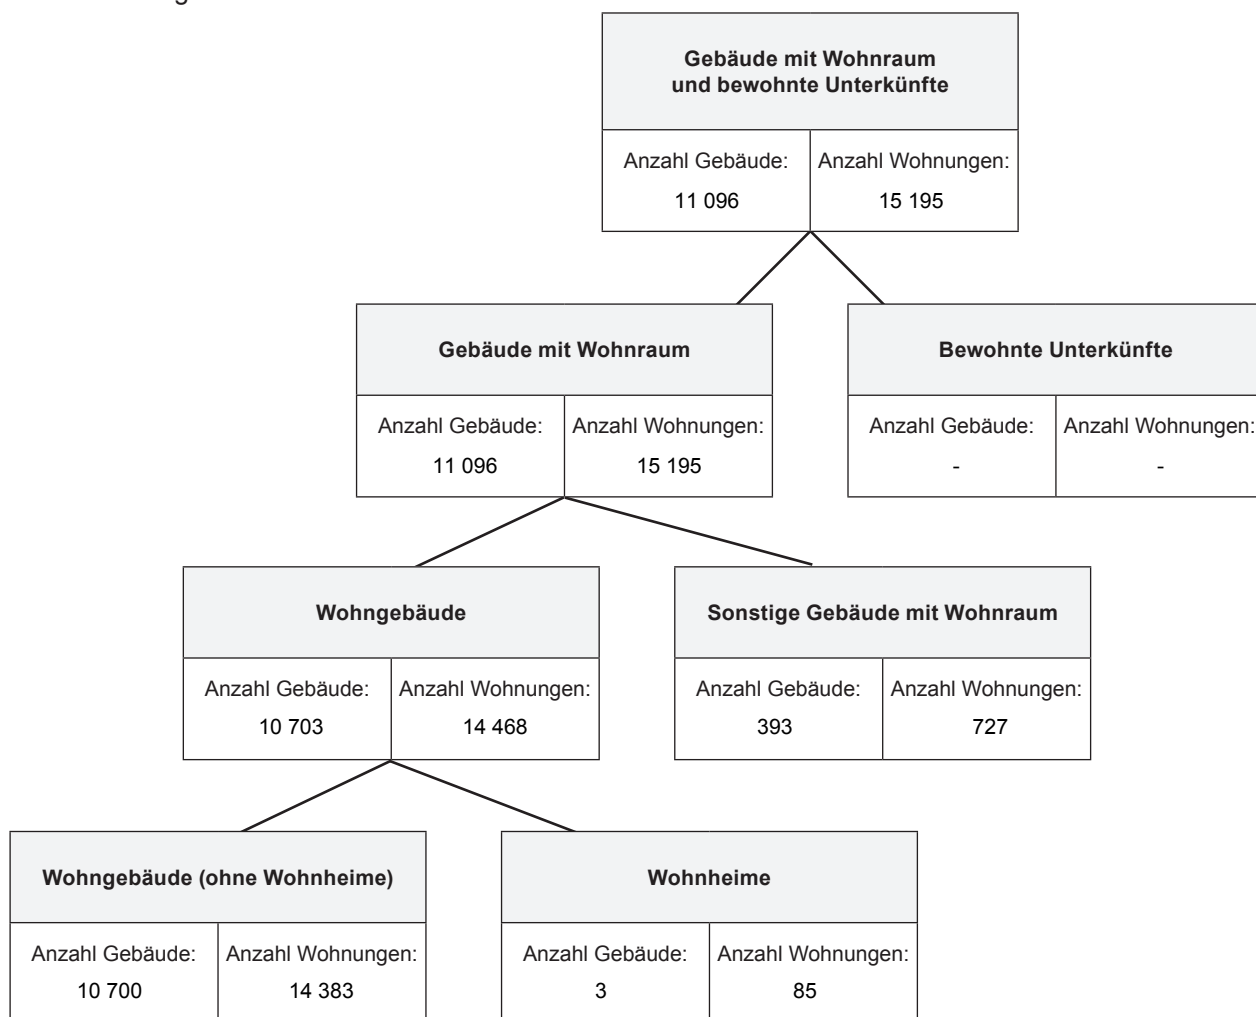 Gebäude mit Wohnraum
und bewohnte Unterkünfte
Anzahl Gebäude: Anzahl Wohnungen:
11 096 15 195
Gebäude mit Wohnraum
Anzahl Gebäude: Anzahl Wohnungen:
11 096 15 195
Bewohnte Unterkünfte
Anzahl Gebäude: Anzahl Wohnungen:
- -
Wohngebäude
Anzahl Gebäude: Anzahl Wohnungen:
10 703 14 468
Sonstige Gebäude mit Wohnraum
Anzahl Gebäude: Anzahl Wohnungen:
393 727
Wohngebäude (ohne Wohnheime)
Anzahl Gebäude: Anzahl Wohnungen:
10 700 14 383
Wohnheime
Anzahl Gebäude: Anzahl Wohnungen:
3 85